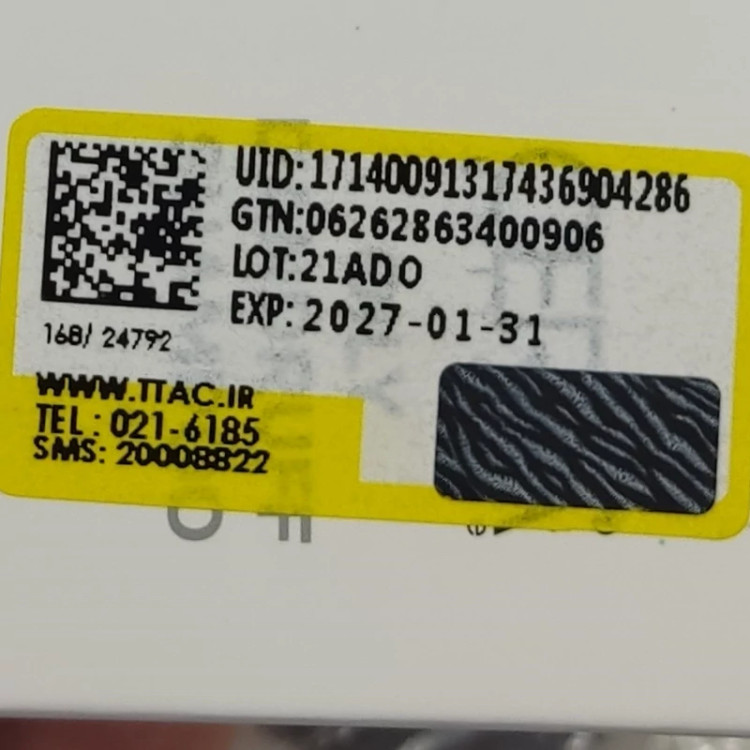 UID:17140091317436904286
GTN:06262863400906
LOT:21ADO
EXP:2027-01-31
168/ 24792
WWW.TTAC.IR
TEL : 021-6185
SMS: 20008822